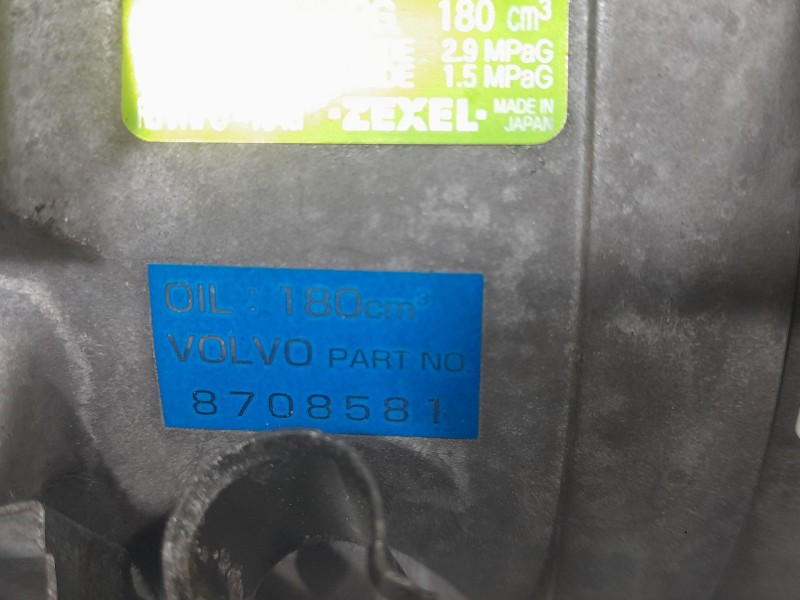 180 cm³
2.9 MPaG
1.5 MPaG
·ZEXEL· MADE IN
JAPAN
OIL : 180cm³
VOLVO PART NO.
8708581